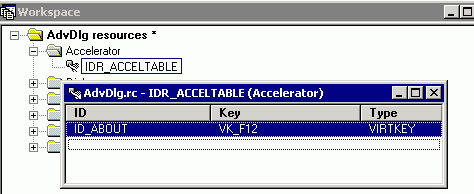 Workspace
AdvDlg resources *
Accelerator
IDR_ACCELTABLE
AdvDlg.rc - IDR_ACCELTABLE (Accelerator)
ID Key Type
ID_ABOUT VK_F12 VIRTKEY